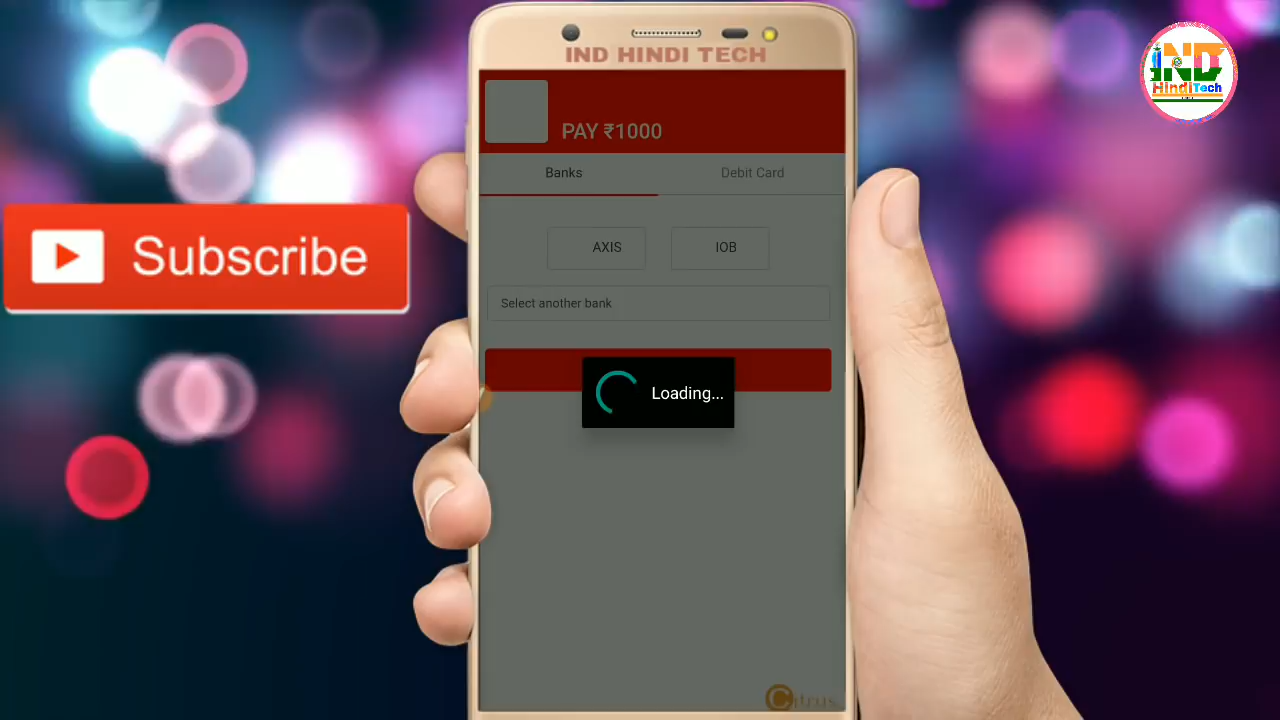 IND HINDI TECH
IND
HindiTech
PAY ₹1000
Banks
Debit Card
Subscribe
AXIS
IOB
Select another bank
Loading...
Citrus